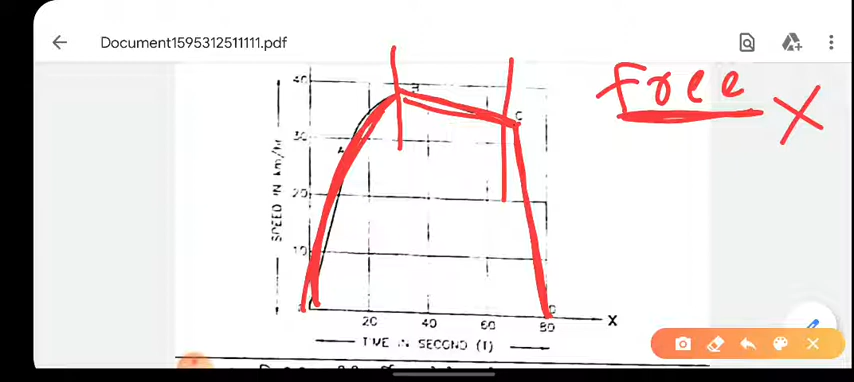 Document1595312511111.pdf
Free X
40
B
C
30
A
20
10
SPEED IN km/hr
20 40 60 80 X
TIME IN SECOND (T)